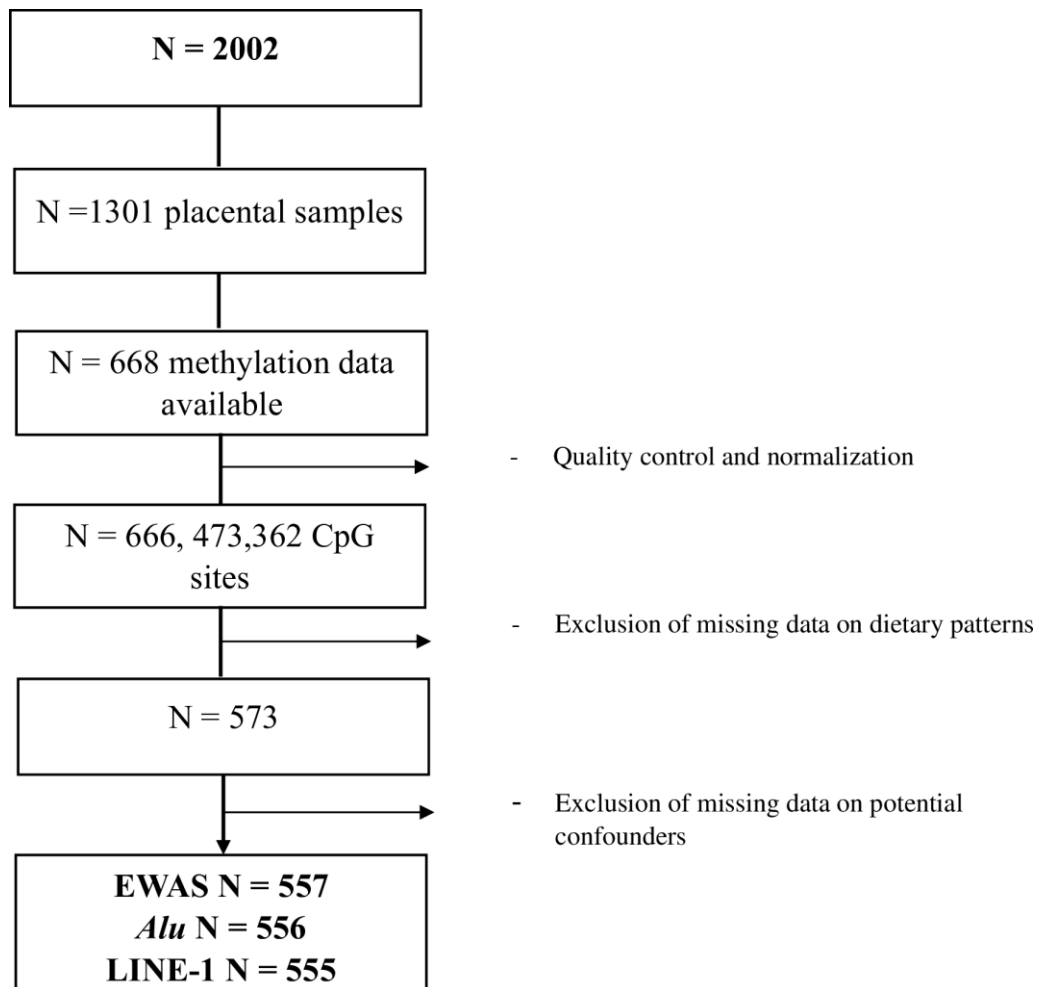 N = 2002
N =1301 placental samples
N = 668 methylation data
available
- Quality control and normalization
N = 666, 473,362 CpG
sites
- Exclusion of missing data on dietary patterns
N = 573
- Exclusion of missing data on potential
confounders
EWAS N = 557
Alu N = 556
LINE-1 N = 555